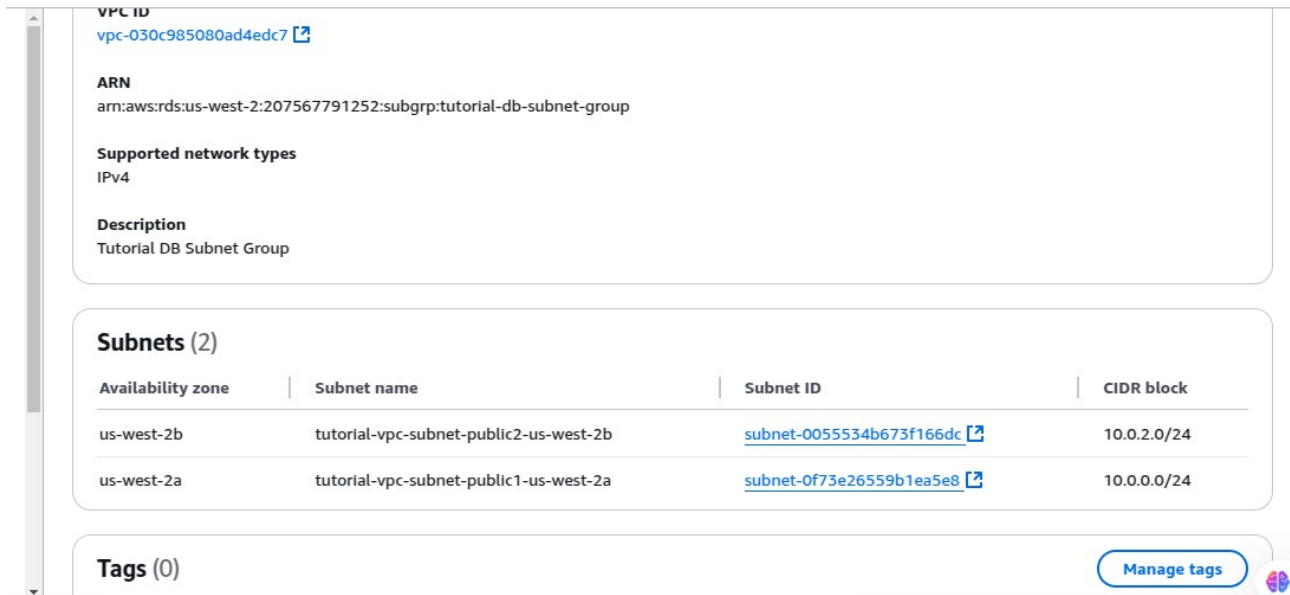 VPC ID
vpc-030c985080ad4edc7
ARN
arn:aws:rds:us-west-2:207567791252:subgrp:tutorial-db-subnet-group
Supported network types
IPv4
Description
Tutorial DB Subnet Group
Subnets (2)
Availability zone Subnet name Subnet ID CIDR block
us-west-2b tutorial-vpc-subnet-public2-us-west-2b subnet-0055534b673f166dc 10.0.2.0/24
us-west-2a tutorial-vpc-subnet-public1-us-west-2a subnet-0f73e26559b1ea5e8 10.0.0.0/24
Tags (0) Manage tags